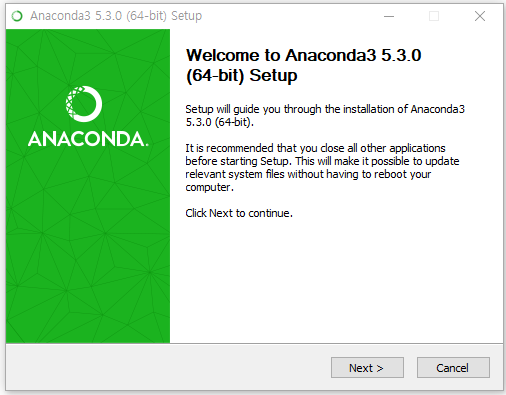 Anaconda3 5.3.0 (64-bit) Setup
Welcome to Anaconda3 5.3.0
(64-bit) Setup
Setup will guide you through the installation of Anaconda3
5.3.0 (64-bit).
It is recommended that you close all other applications
before starting Setup. This will make it possible to update
relevant system files without having to reboot your
computer.
Click Next to continue.
ANACONDA.
Next >
Cancel